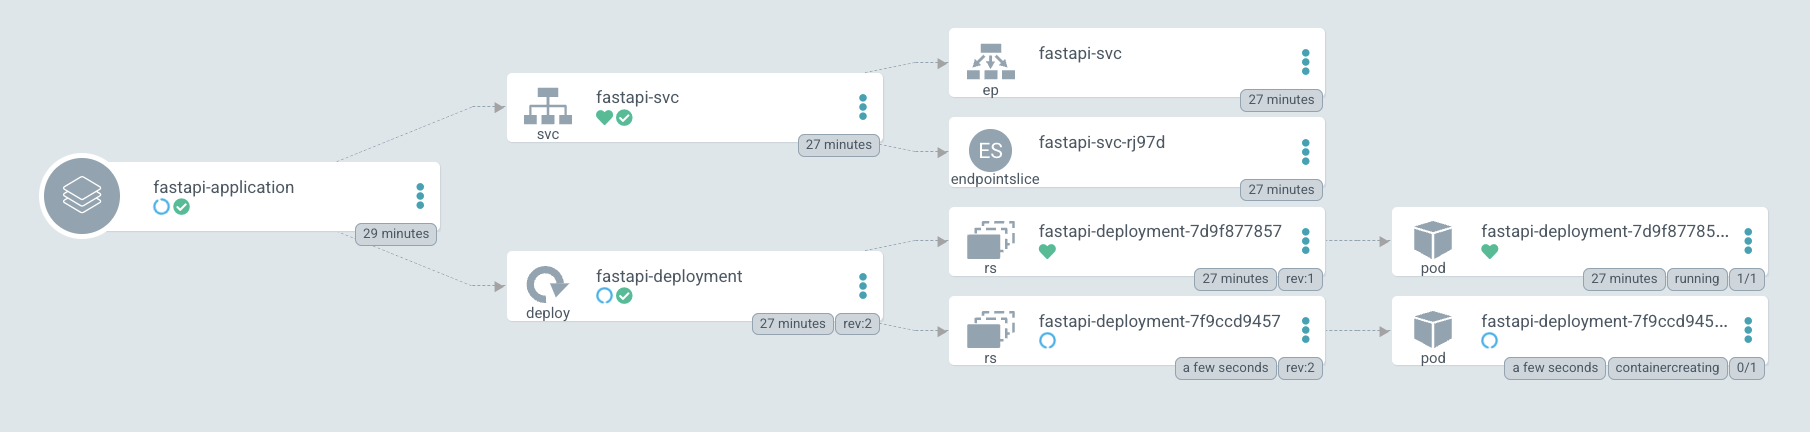 fastapi-application
29 minutes
svc
fastapi-svc
27 minutes
deploy
fastapi-deployment
27 minutes
rev:2
ep
fastapi-svc
27 minutes
ES
endpointslice
fastapi-svc-rj97d
27 minutes
rs
fastapi-deployment-7d9f877857
27 minutes
rev:1
rs
fastapi-deployment-7f9ccd9457
a few seconds
rev:2
pod
fastapi-deployment-7d9f87785...
27 minutes
running
1/1
pod
fastapi-deployment-7f9ccd945...
a few seconds
containercreating
0/1